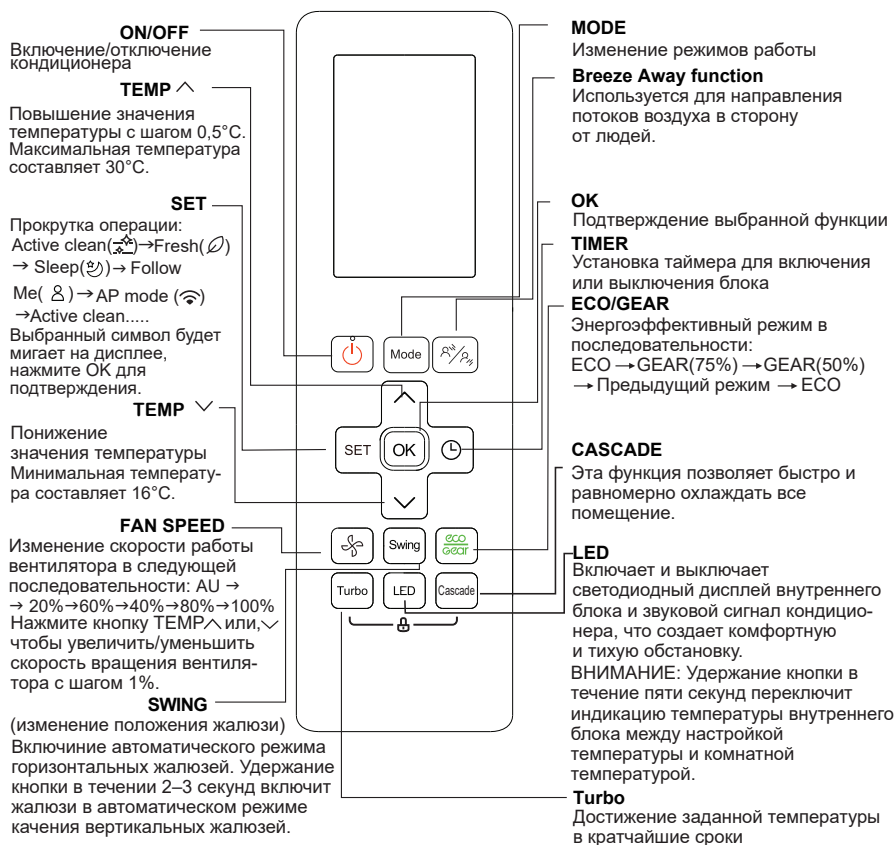 ON/OFF
Включение/отключение
кондиционера
TEMP
Повышение значения
температуры с шагом 0,5°C.
Максимальная температура
составляет 30°C.
SET
Прокрутка операции:
Active clean( )→Fresh( )
→ Sleep( )→ Follow
Me( )→AP mode ( )
→Active clean.....
Выбранный символ будет
мигает на дисплее,
нажмите ОК для
подтверждения.
TEMP
Понижение
значения температуры
Минимальная температу-
ра составляет 16°C.
FAN SPEED
Изменение скорости работы
вентилятора в следующей
последовательности: AU →
→ 20%→60%→40%→80%→100%
Нажмите кнопку TEMP или,
чтобы увеличить/уменьшить
скорость вращения вентиля-
тора с шагом 1%.
SWING
(изменение положения жалюзи)
Включиние автоматического режима
горизонтальных жалюзей. Удержание
кнопки в течении 2–3 секунд включит
жалюзи в автоматическом режиме
качения вертикальных жалюзей.
Mode
SET
OK
Swing
eco
Gear
Turbo
LED
Cascade
MODE
Изменение режимов работы
Breeze Away function
Используется для направления
потоков воздуха в сторону
от людей.
OK
Подтверждение выбранной функции
TIMER
Установка таймера для включения
или выключения блока
ECO/GEAR
Энергоэффективный режим в
последовательности:
ECO →GEAR(75%) →GEAR(50%)
→ Предыдущий режим → ECO
CASCADE
Эта функция позволяет быстро и
равномерно охлаждать все
помещение.
LED
Включает и выключает
светодиодный дисплей внутреннего
блока и звуковой сигнал кондицио-
нера, что создает комфортную
и тихую обстановку.
ВНИМАНИЕ: Удержание кнопки в
течение пяти секунд переключит
индикацию температуры внутреннего
блока между настройкой
температуры и комнатной
температурой.
Turbo
Достижение заданной температуры
в кратчайшие сроки